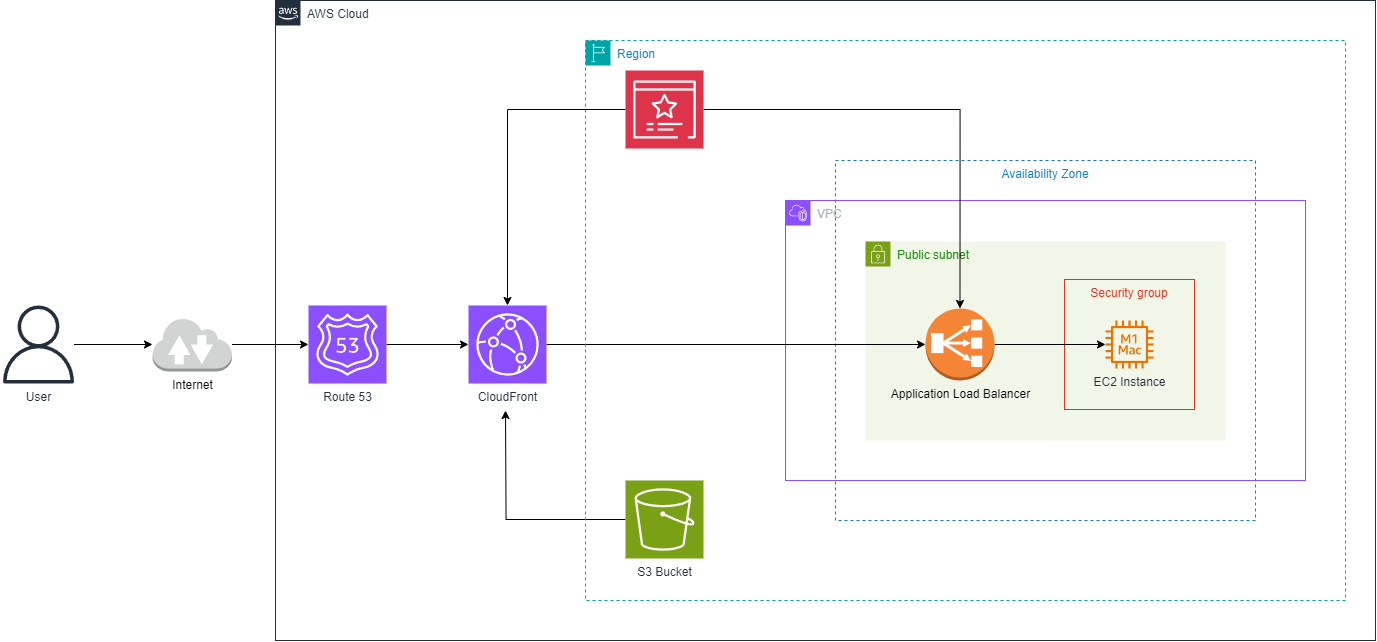 aws
AWS Cloud
Region
Availability Zone
VPC
Public subnet
Security group
53
M1
Mac
User
Internet
Route 53
CloudFront
Application Load Balancer
EC2 Instance
S3 Bucket